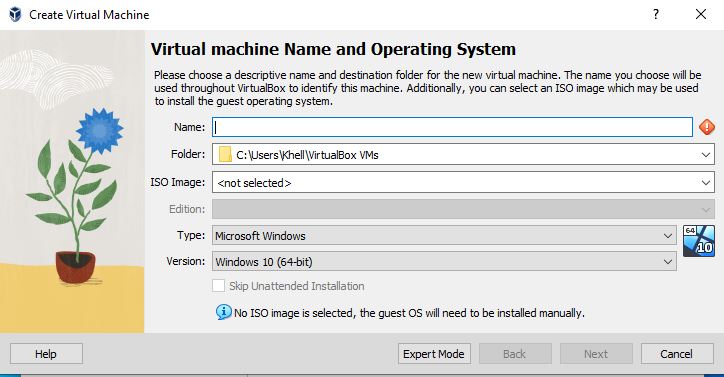 Create Virtual Machine
?
Virtual machine Name and Operating System
Please choose a descriptive name and destination folder for the new virtual machine. The name you choose will be
used throughout VirtualBox to identify this machine. Additionally, you can select an ISO image which may be used
to install the guest operating system.
Name:
Folder: C:\Users\Khell\VirtualBox VMs
ISO Image: <not selected>
Edition:
Type: Microsoft Windows
64
10
Version: Windows 10 (64-bit)
Skip Unattended Installation
No ISO image is selected, the guest OS will need to be installed manually.
Help Expert Mode Back Next Cancel